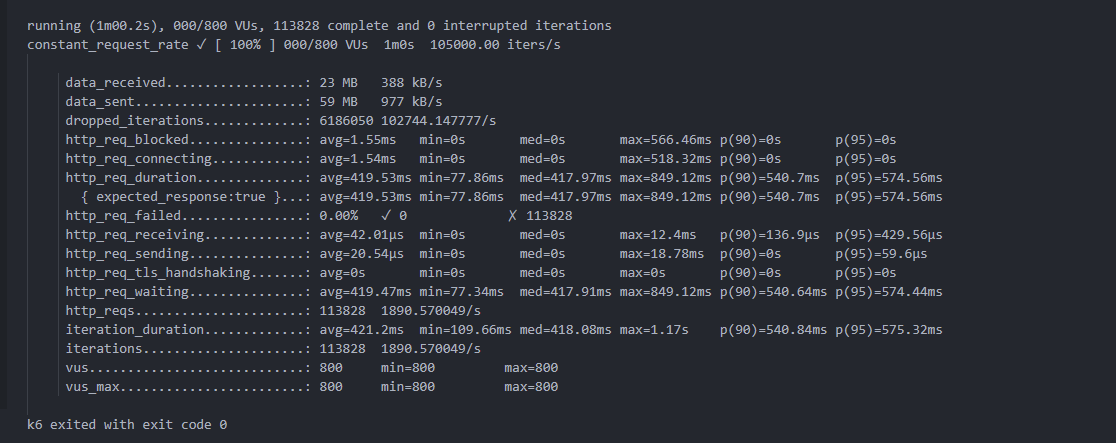 running (1m00.2s), 000/800 VUs, 113828 complete and 0 interrupted iterations
constant_request_rate ✓ [ 100% ] 000/800 VUs  1m0s  105000.00 iters/s
data_received..................: 23 MB   388 kB/s
data_sent......................: 59 MB   977 kB/s
dropped_iterations.............: 6186050 102744.147777/s
http_req_blocked...............: avg=1.55ms   min=0s       med=0s       max=566.46ms p(90)=0s       p(95)=0s
http_req_connecting............: avg=1.54ms   min=0s       med=0s       max=518.32ms p(90)=0s       p(95)=0s
http_req_duration..............: avg=419.53ms min=77.86ms  med=417.97ms max=849.12ms p(90)=540.7ms  p(95)=574.56ms
{ expected_response:true }...: avg=419.53ms min=77.86ms  med=417.97ms max=849.12ms p(90)=540.7ms  p(95)=574.56ms
http_req_failed................: 0.00%   ✓ 0             ✗ 113828
http_req_receiving.............: avg=42.01µs  min=0s       med=0s       max=12.4ms   p(90)=136.9µs  p(95)=429.56µs
http_req_sending...............: avg=20.54µs  min=0s       med=0s       max=18.78ms  p(90)=0s       p(95)=59.6µs
http_req_tls_handshaking.......: avg=0s       min=0s       med=0s       max=0s       p(90)=0s       p(95)=0s
http_req_waiting...............: avg=419.47ms min=77.34ms  med=417.91ms max=849.12ms p(90)=540.64ms p(95)=574.44ms
http_reqs......................: 113828  1890.570049/s
iteration_duration.............: avg=421.2ms  min=109.66ms med=418.08ms max=1.17s    p(90)=540.84ms p(95)=575.32ms
iterations.....................: 113828  1890.570049/s
vus............................: 800     min=800         max=800
vus_max........................: 800     min=800         max=800
k6 exited with exit code 0